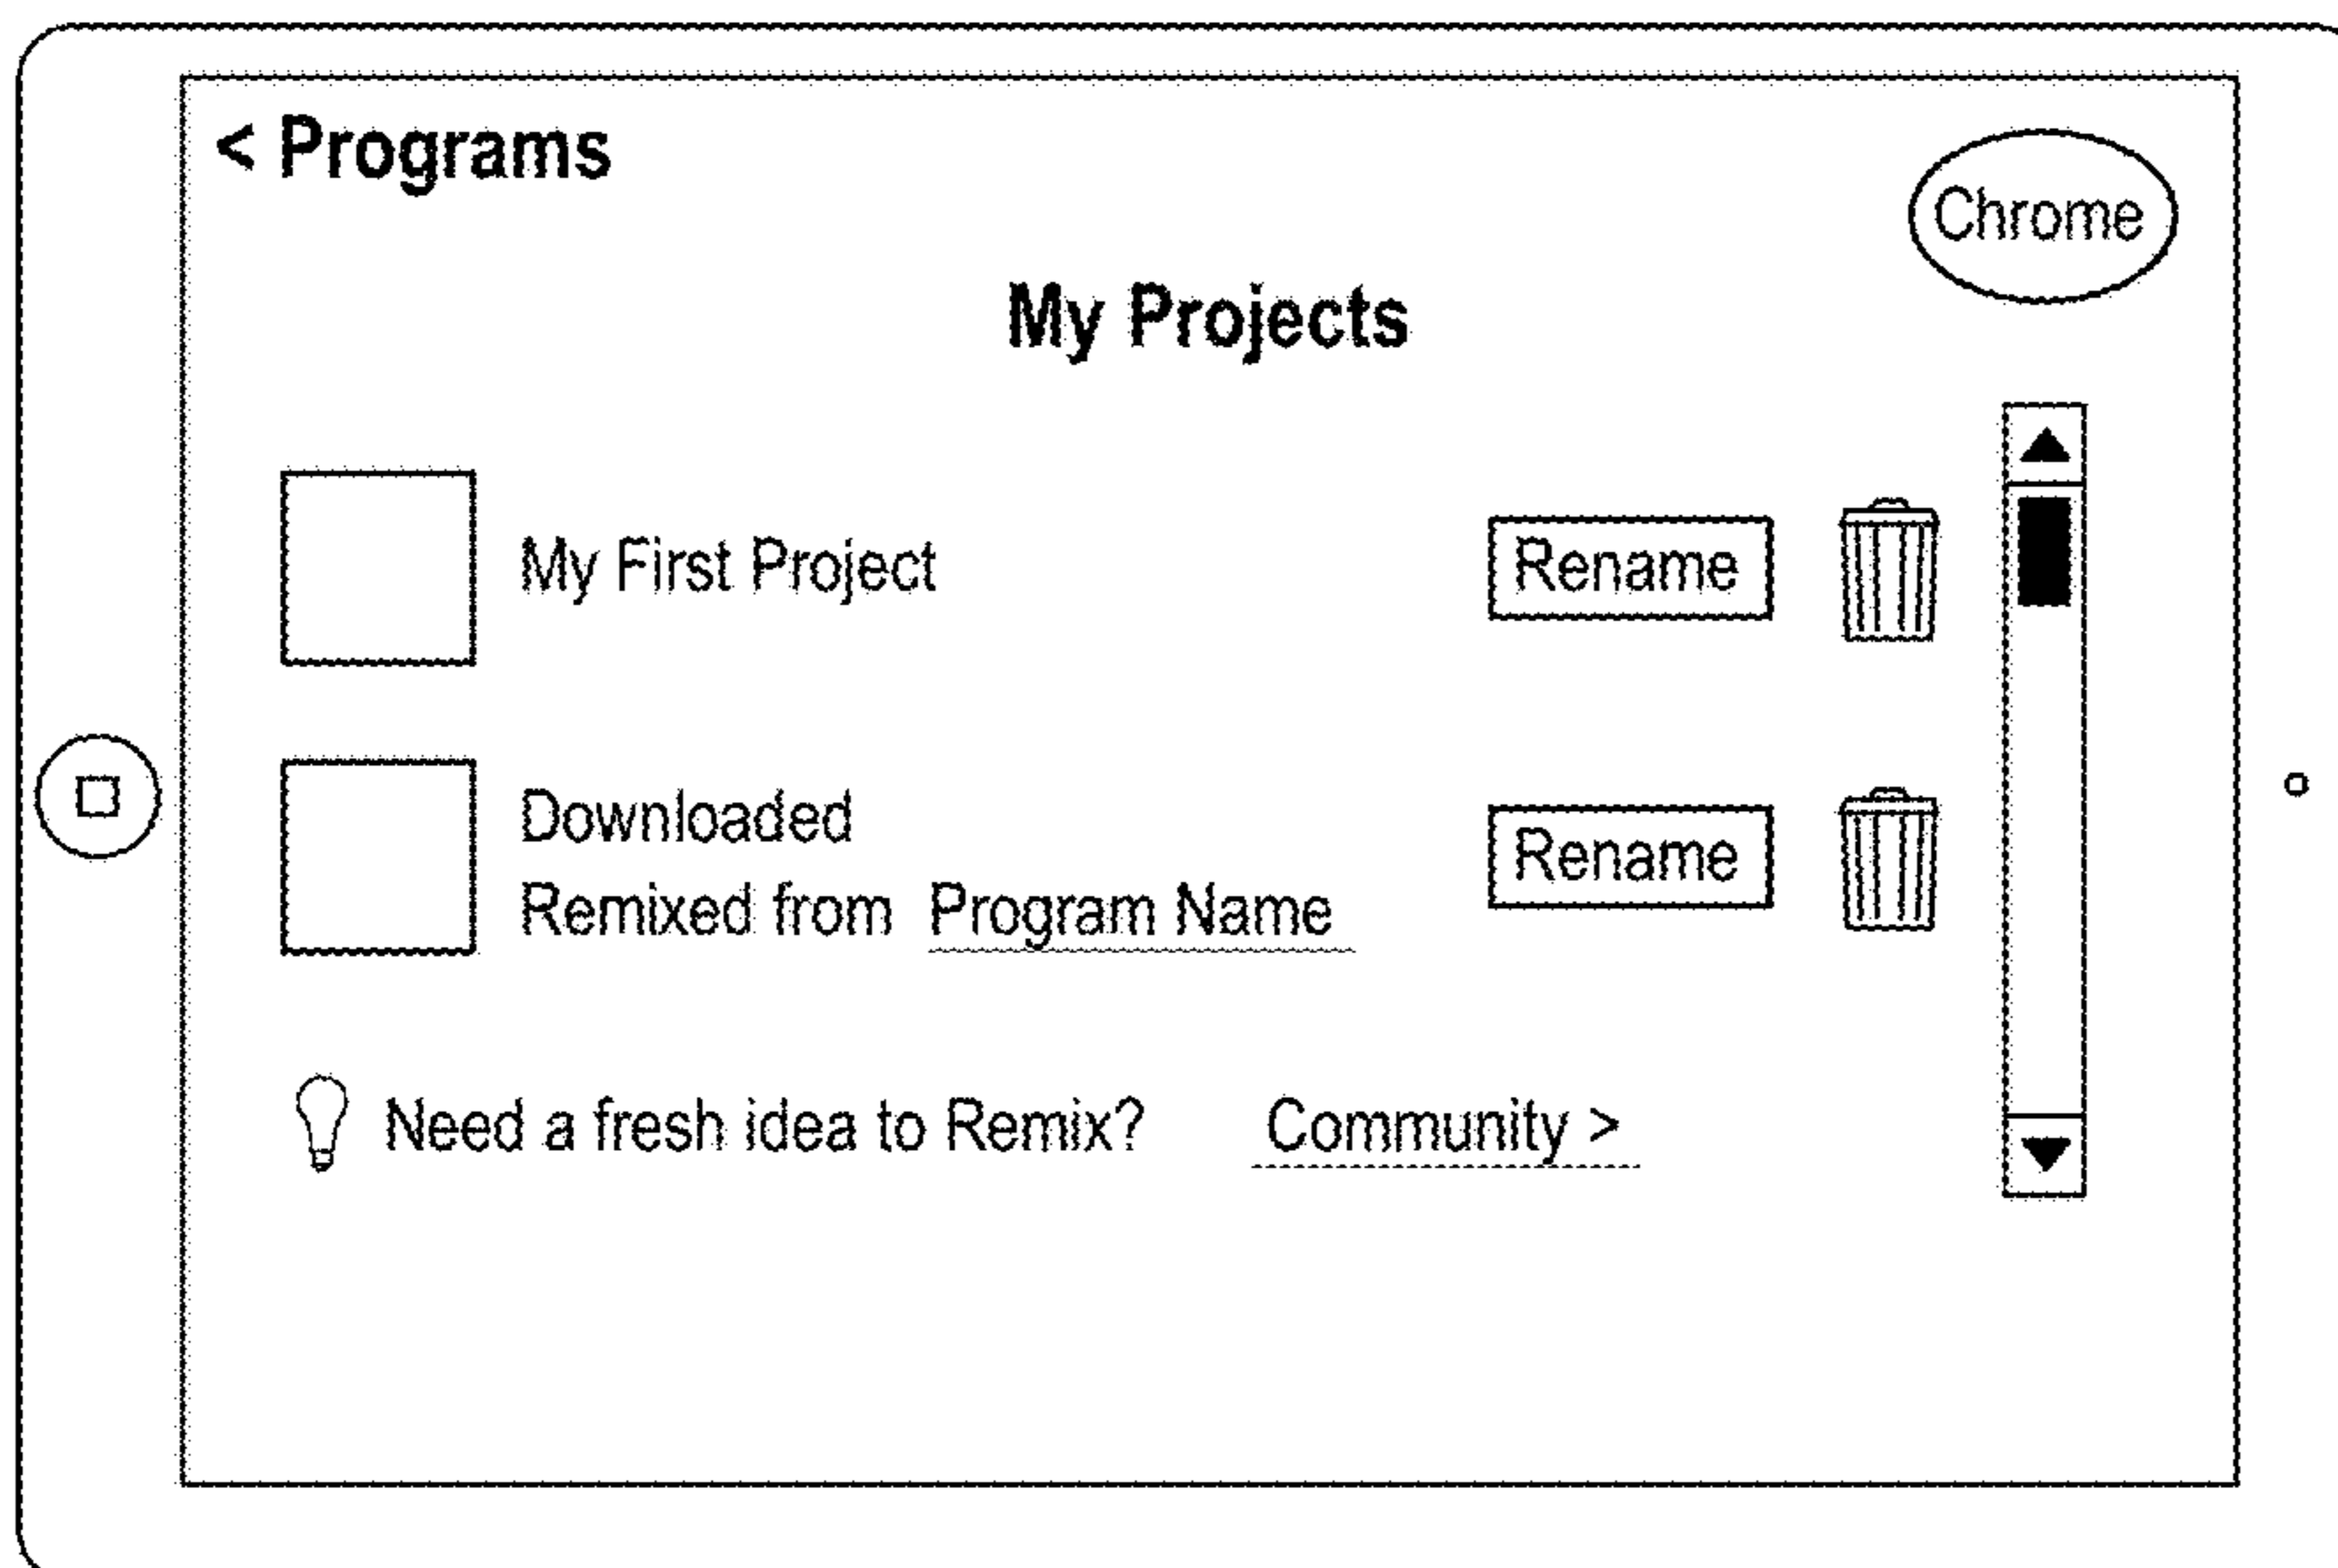 < Programs
Chrome
My Projects
My First Project
Rename
Downloaded
Remixed from Program Name
Rename
Need a fresh idea to Remix? Community >